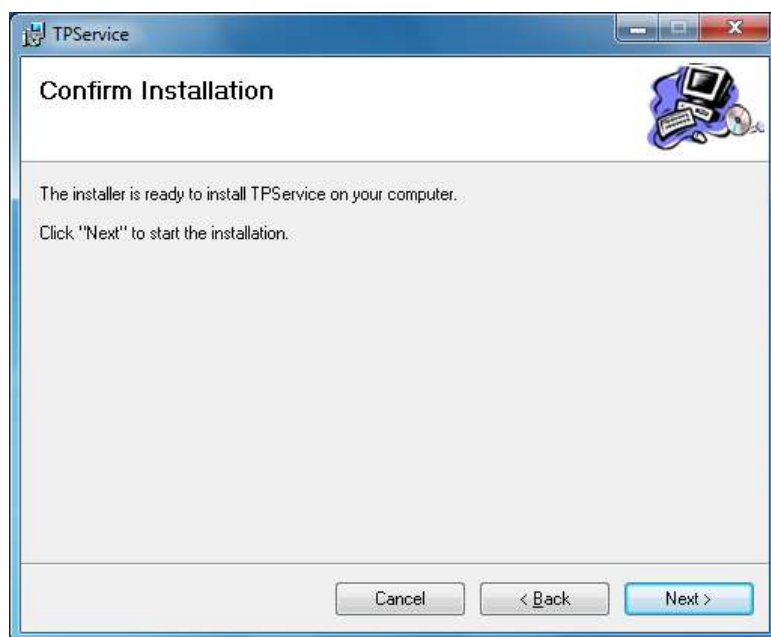 TPService
Confirm Installation
The installer is ready to install TPService on your computer.
Click "Next" to start the installation.
Cancel
< Back
Next >